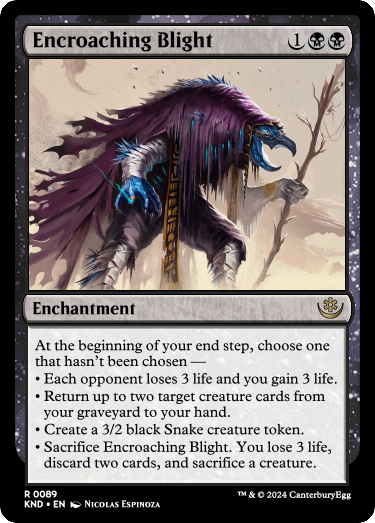 Encroaching Blight 1
Enchantment
At the beginning of your end step, choose one
that hasn't been chosen —
• Each opponent loses 3 life and you gain 3 life.
• Return up to two target creature cards from
your graveyard to your hand.
• Create a 3/2 black Snake creature token.
• Sacrifice Encroaching Blight. You lose 3 life,
discard two cards, and sacrifice a creature.
R 0089
KND • EN Nicolas Espinoza ™ & © 2024 CanterburyEgg